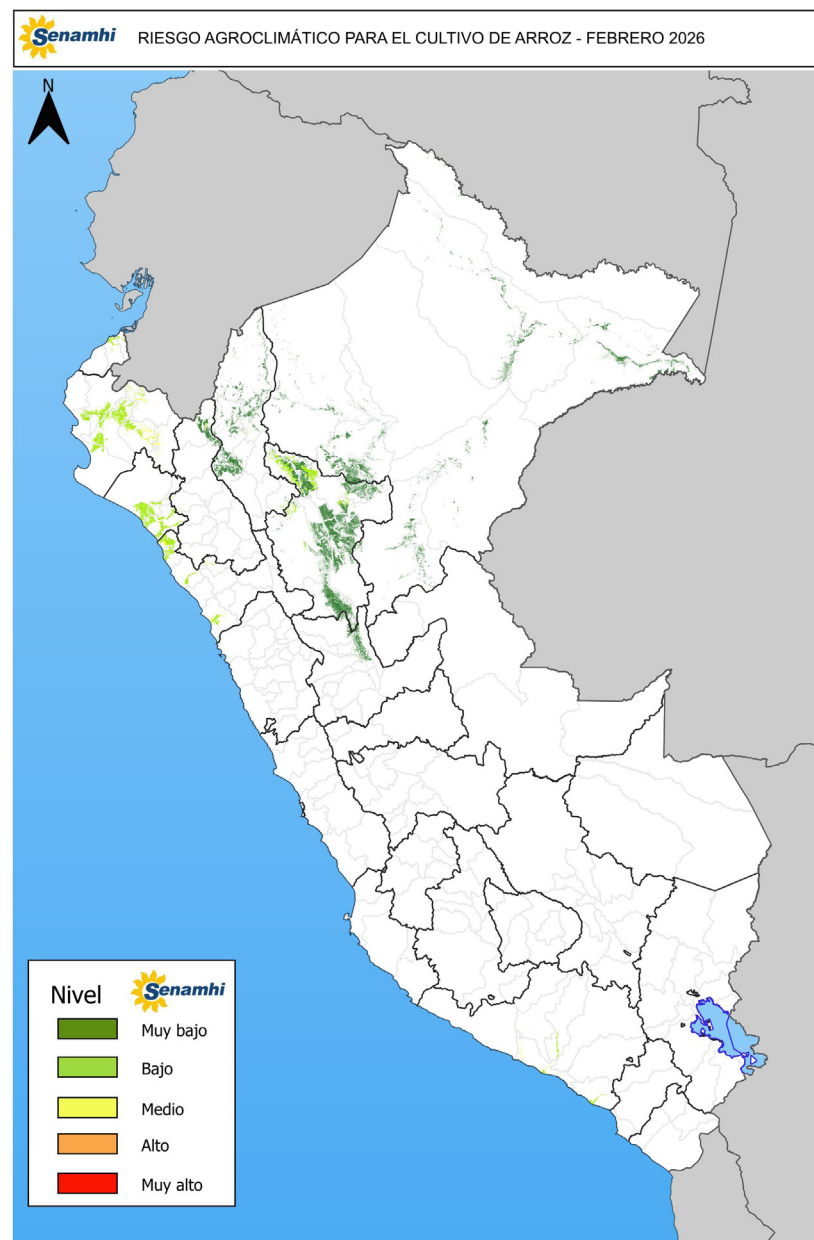 Senamhi
RIESGO AGROCLIMÁTICO PARA EL CULTIVO DE ARROZ - FEBRERO 2026
N
Nivel
Senamhi
Muy bajo
Bajo
Medio
Alto
Muy alto